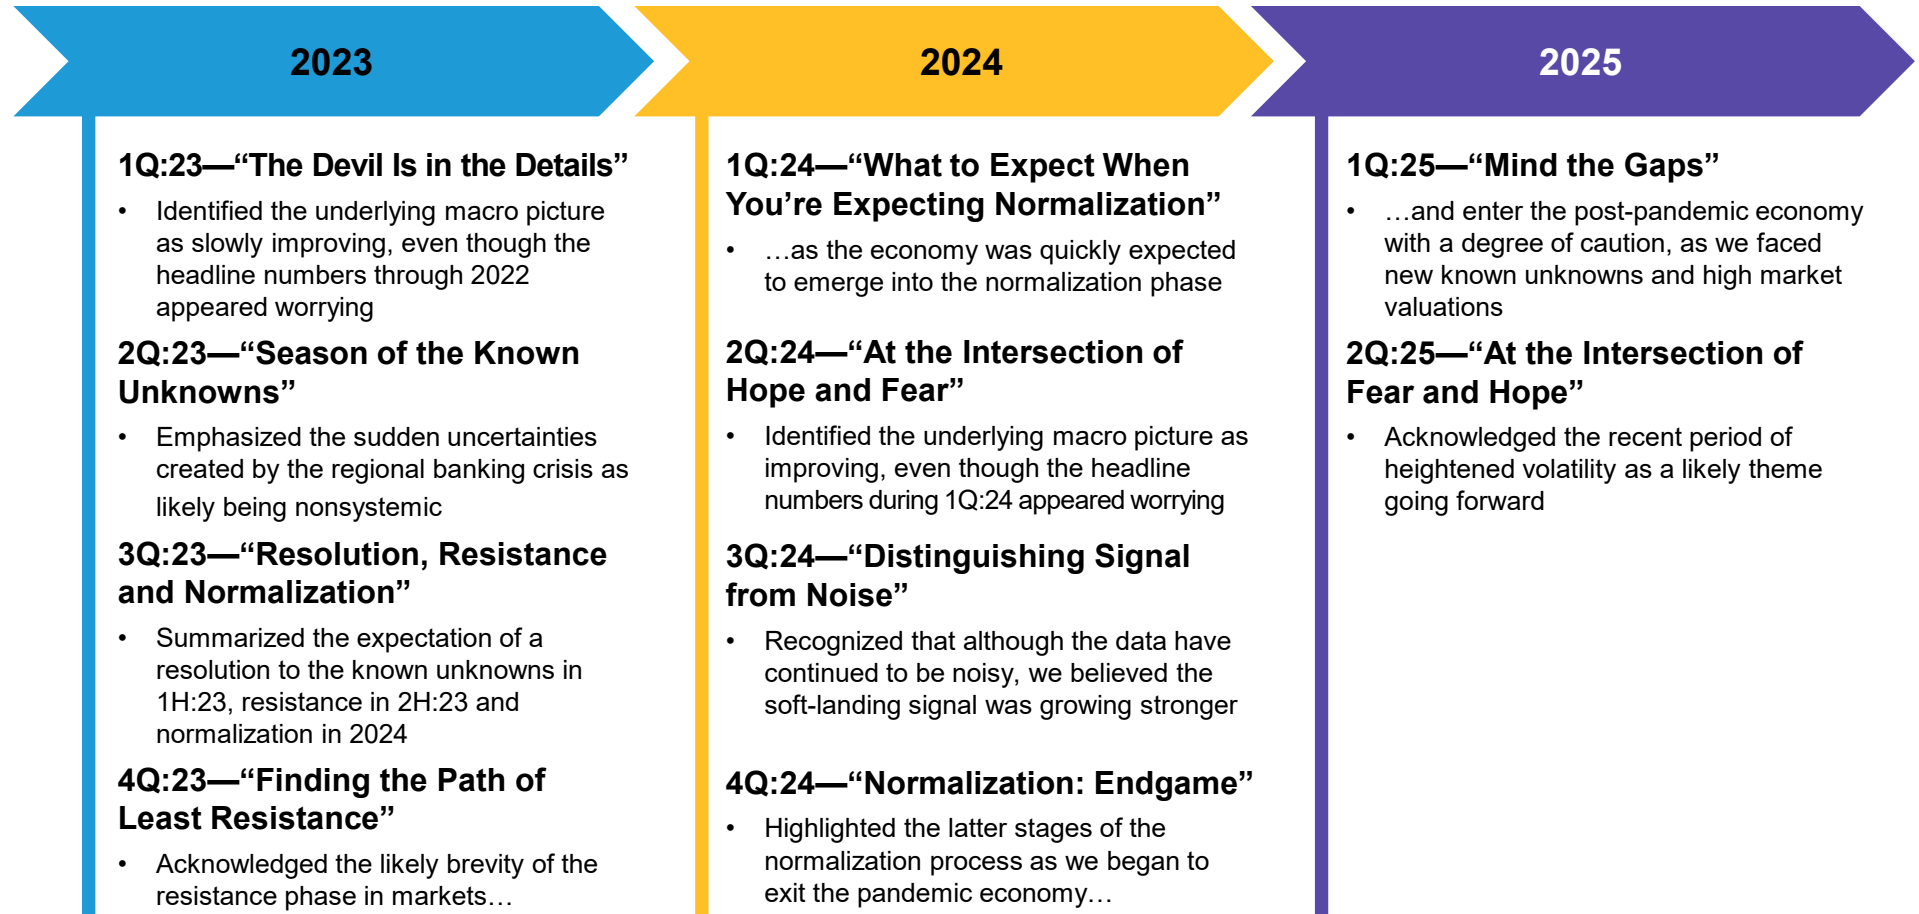 2023
1Q:23—“The Devil Is in the Details”
• Identified the underlying macro picture
as slowly improving, even though the
headline numbers through 2022
appeared worrying
2Q:23—“Season of the Known
Unknowns”
• Emphasized the sudden uncertainties
created by the regional banking crisis as
likely being nonsystemic
3Q:23—“Resolution, Resistance
and Normalization”
• Summarized the expectation of a
resolution to the known unknowns in
1H:23, resistance in 2H:23 and
normalization in 2024
4Q:23—“Finding the Path of
Least Resistance”
• Acknowledged the likely brevity of the
resistance phase in markets…
2024
1Q:24—“What to Expect When
You’re Expecting Normalization”
• …as the economy was quickly expected
to emerge into the normalization phase
2Q:24—“At the Intersection of
Hope and Fear”
• Identified the underlying macro picture as
improving, even though the headline
numbers during 1Q:24 appeared worrying
3Q:24—“Distinguishing Signal
from Noise”
• Recognized that although the data have
continued to be noisy, we believed the
soft-landing signal was growing stronger
4Q:24—“Normalization: Endgame”
• Highlighted the latter stages of the
normalization process as we began to
exit the pandemic economy…
2025
1Q:25—“Mind the Gaps”
• …and enter the post-pandemic economy
with a degree of caution, as we faced
new known unknowns and high market
valuations
2Q:25—“At the Intersection of
Fear and Hope”
• Acknowledged the recent period of
heightened volatility as a likely theme
going forward